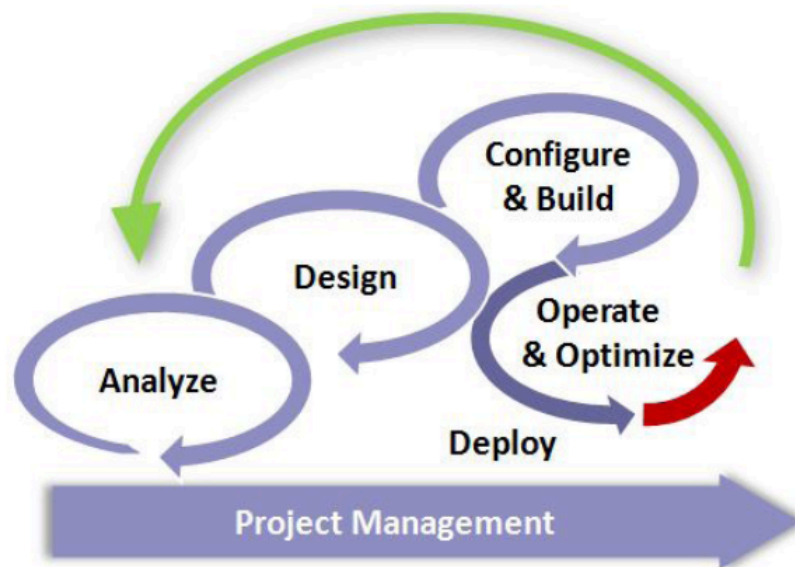 Configure
& Build
Design
Operate
& Optimize
Analyze
Deploy
Project Management